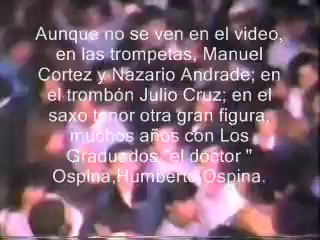 Aunque no se ven en el video,
en las trompetas, Manuel
Cortez y Nazario Andrade; en
el trombón Julio Cruz; en el
saxo tenor otra gran figura,
muchos años con Los
Graduados "el doctor "
Ospina,Humberto Ospina.